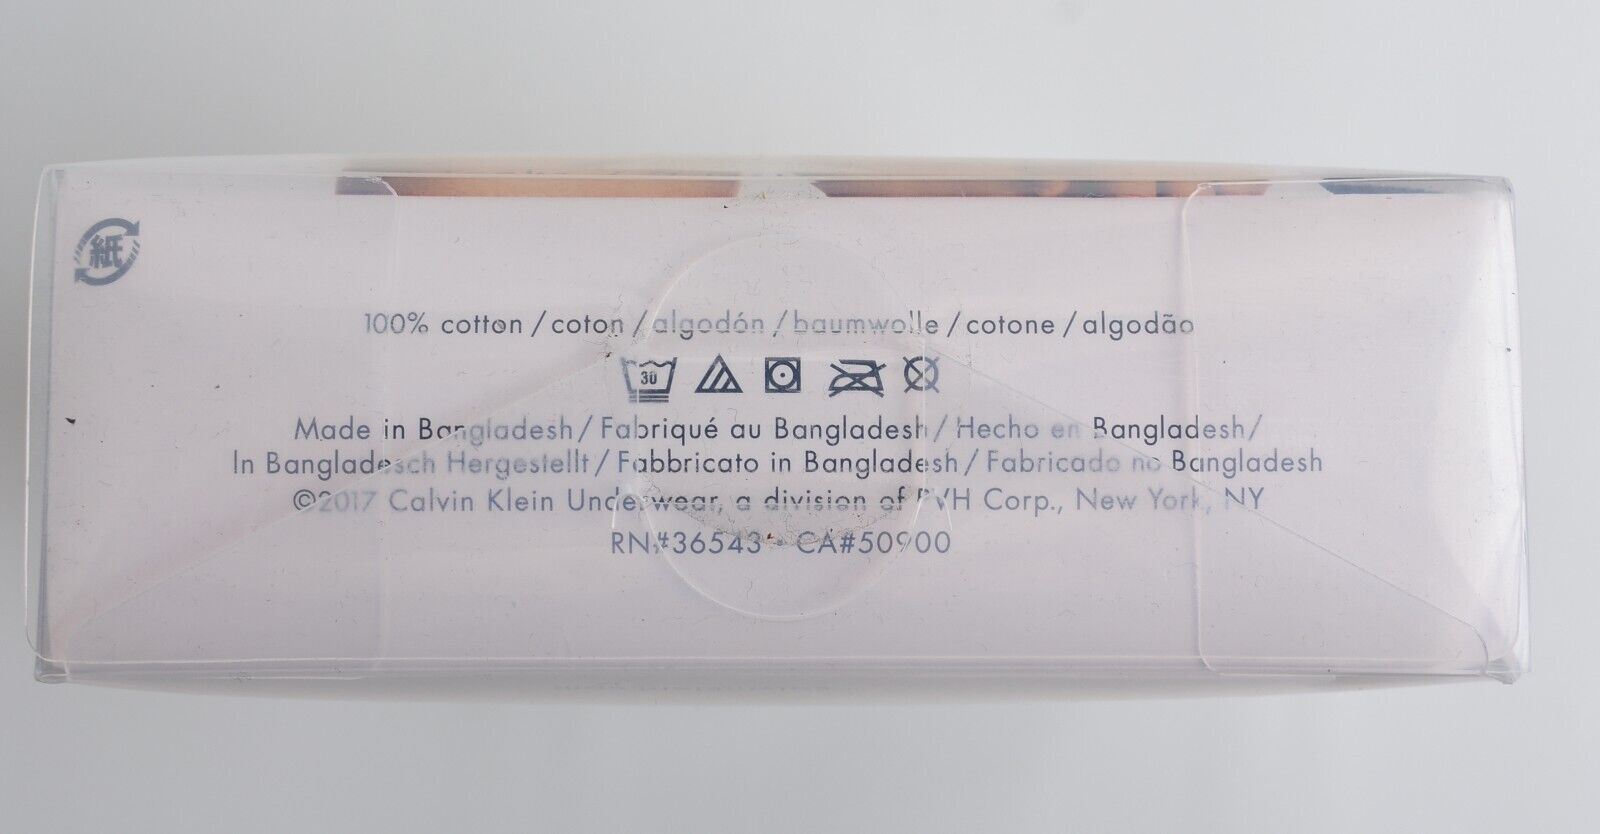 紙
100% cotton / coton / algodón / baumwolle / cotone / algodão
30
Made in Bangladesh / Fabriqué au Bangladesh / Hecho en Bangladesh/
In Bangladesch Hergestellt / Fabbricato in Bangladesh / Fabricado no Bangladesh
©2017 Calvin Klein Underwear, a division of PVH Corp., New York, NY
RN#36543 • CA#50900